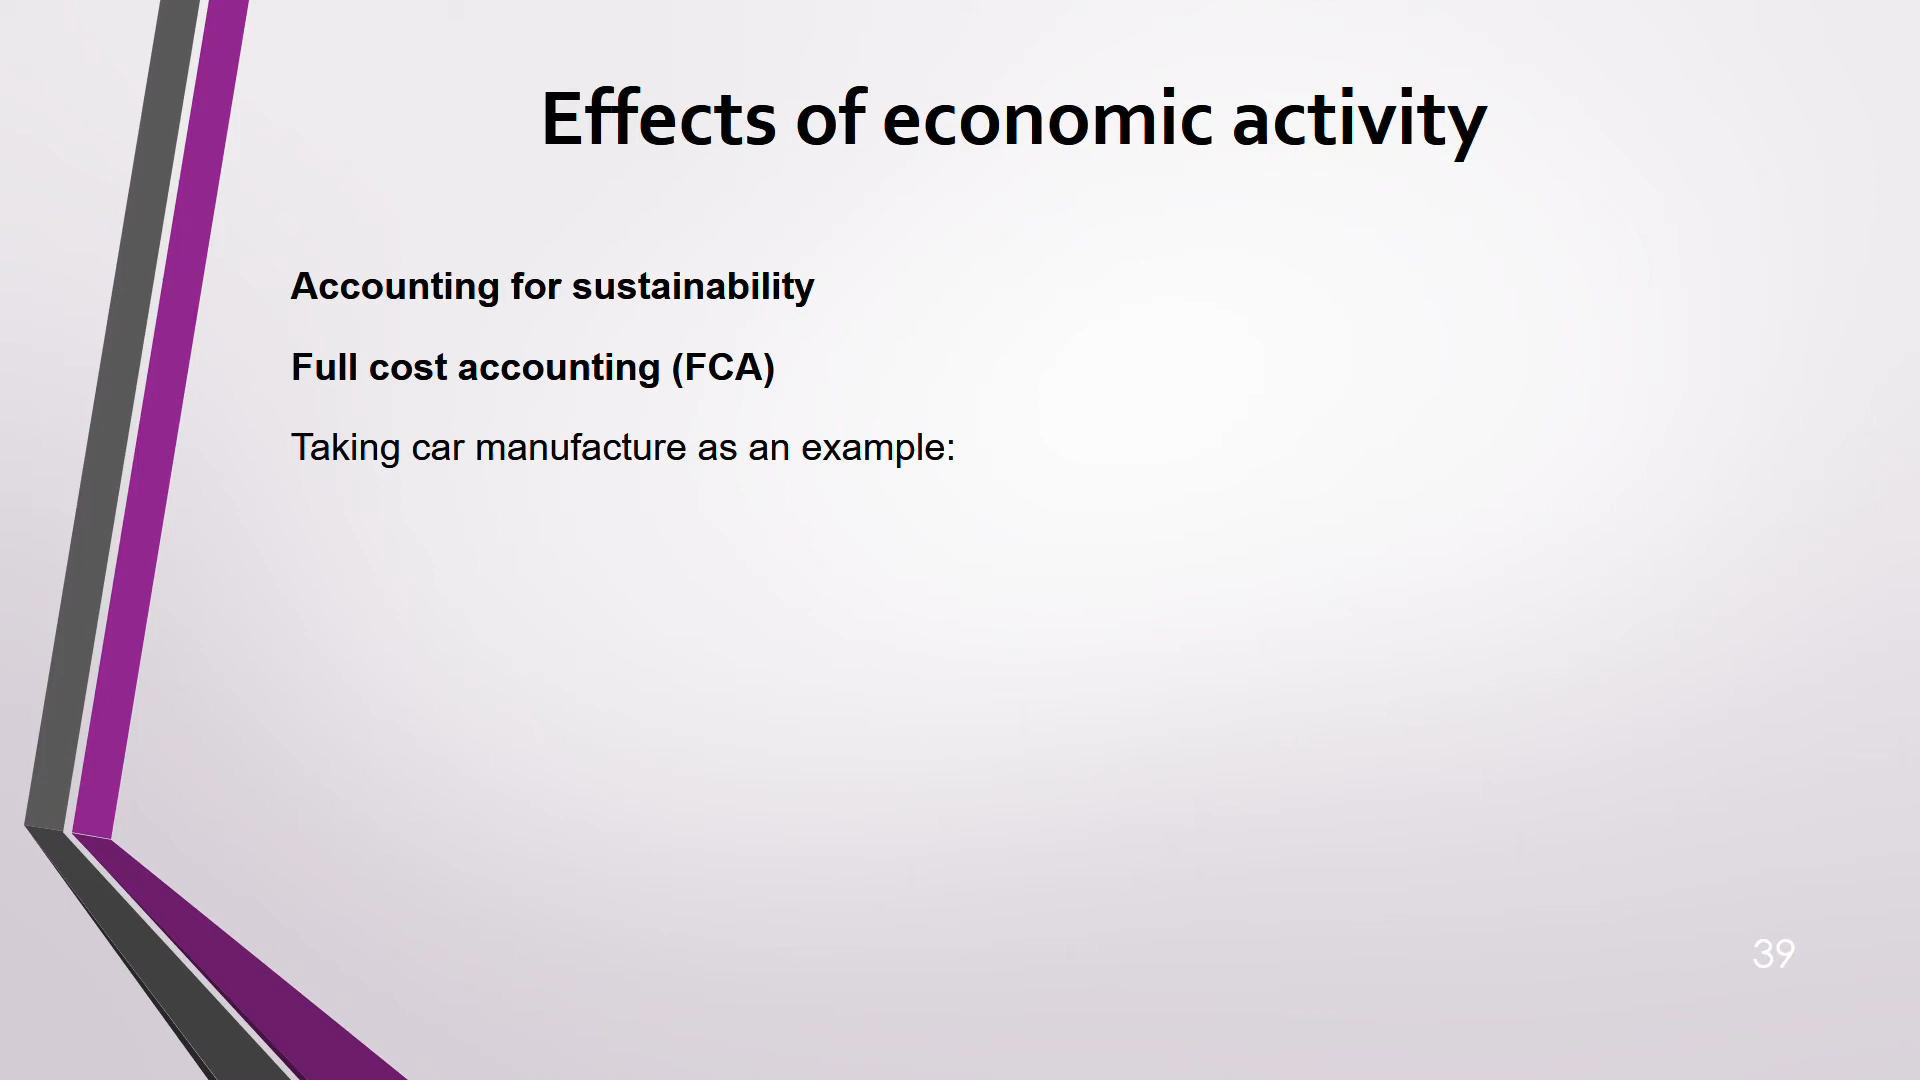 Effects of economic activity
Accounting for sustainability
Full cost accounting (FCA)
Taking car manufacture as an example:
39